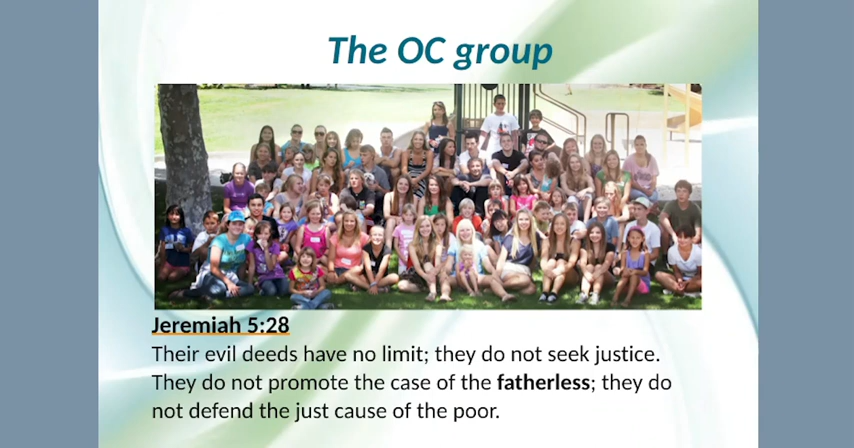 The OC group
Jeremiah 5:28
Their evil deeds have no limit; they do not seek justice.
They do not promote the case of the fatherless; they do
not defend the just cause of the poor.